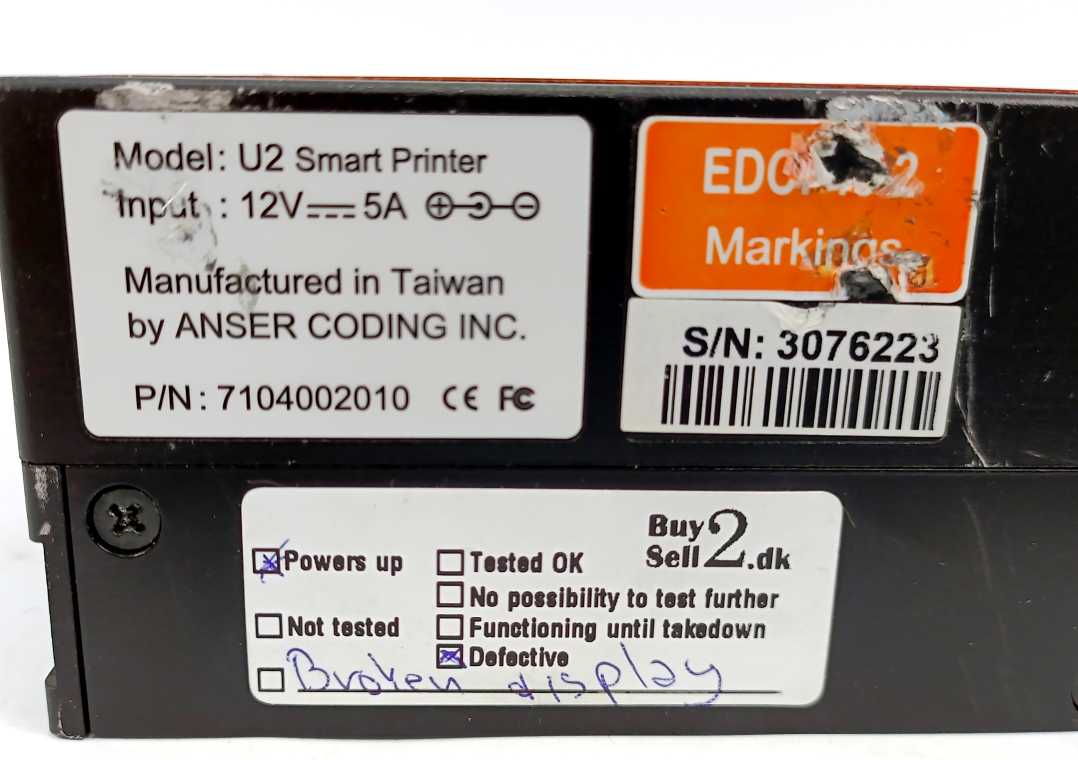 Model: U2 Smart Printer
Input : 12V 5A
Manufactured in Taiwan
by ANSER CODING INC.
P/N: 7104002010 CE FC
Markings
S/N: 3076223
Buy 2
Sell .dk
Powers up
Tested OK
No possibility to test further
Not tested
Functioning until takedown
Defective
Broken display